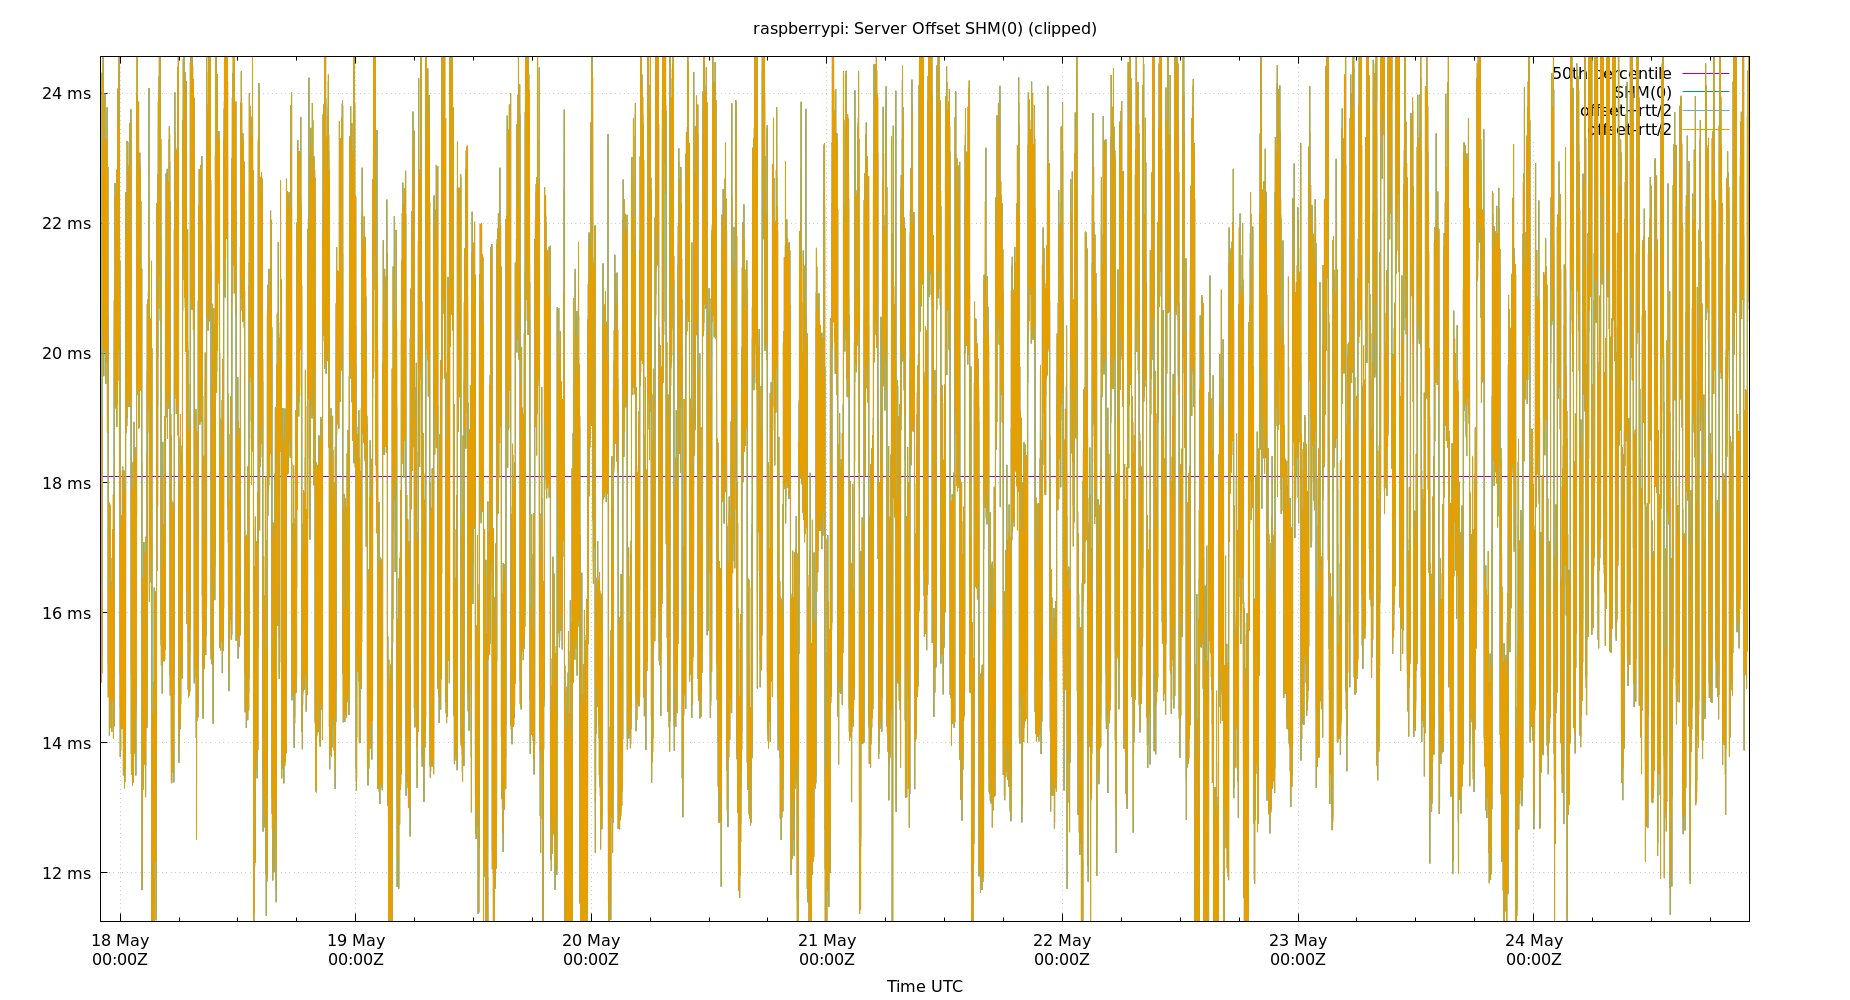 raspberrypi: Server Offset SHM(0) (clipped)
50th percentile
SHM(0)
offset+rtt/2
offset-rtt/2
24 ms
22 ms
20 ms
18 ms
16 ms
14 ms
12 ms
18 May 19 May 20 May 21 May 22 May 23 May 24 May
00:00Z 00:00Z 00:00Z 00:00Z 00:00Z 00:00Z 00:00Z
Time UTC